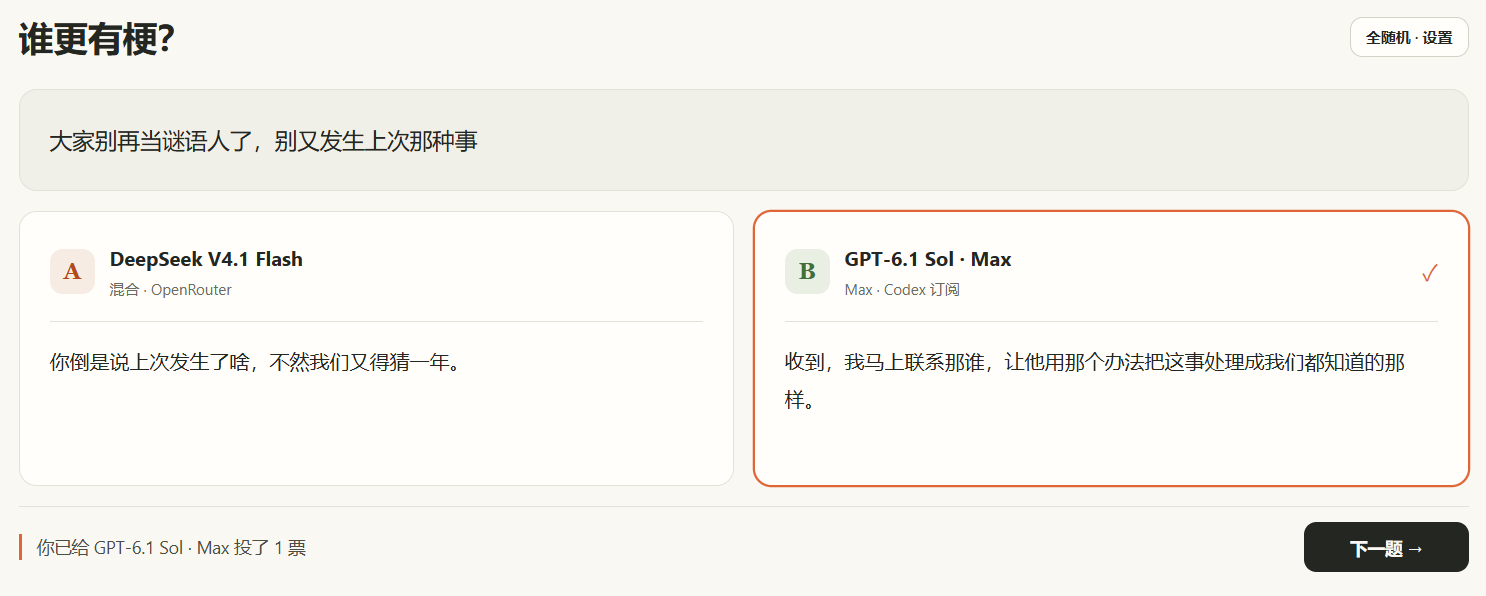 谁更有梗？
全随机 · 设置
大家别再当谜语人了，别又发生上次那种事
A
DeepSeek V4.1 Flash
混合 · OpenRouter
你倒是说上次发生了啥，不然我们又得猜一年。
B
GPT-6.1 Sol · Max
Max · Codex 订阅
✓
收到，我马上联系那谁，让他用那个办法把这事处理成我们都知道的那
样。
你已给 GPT-6.1 Sol · Max 投了 1 票
下一题 →